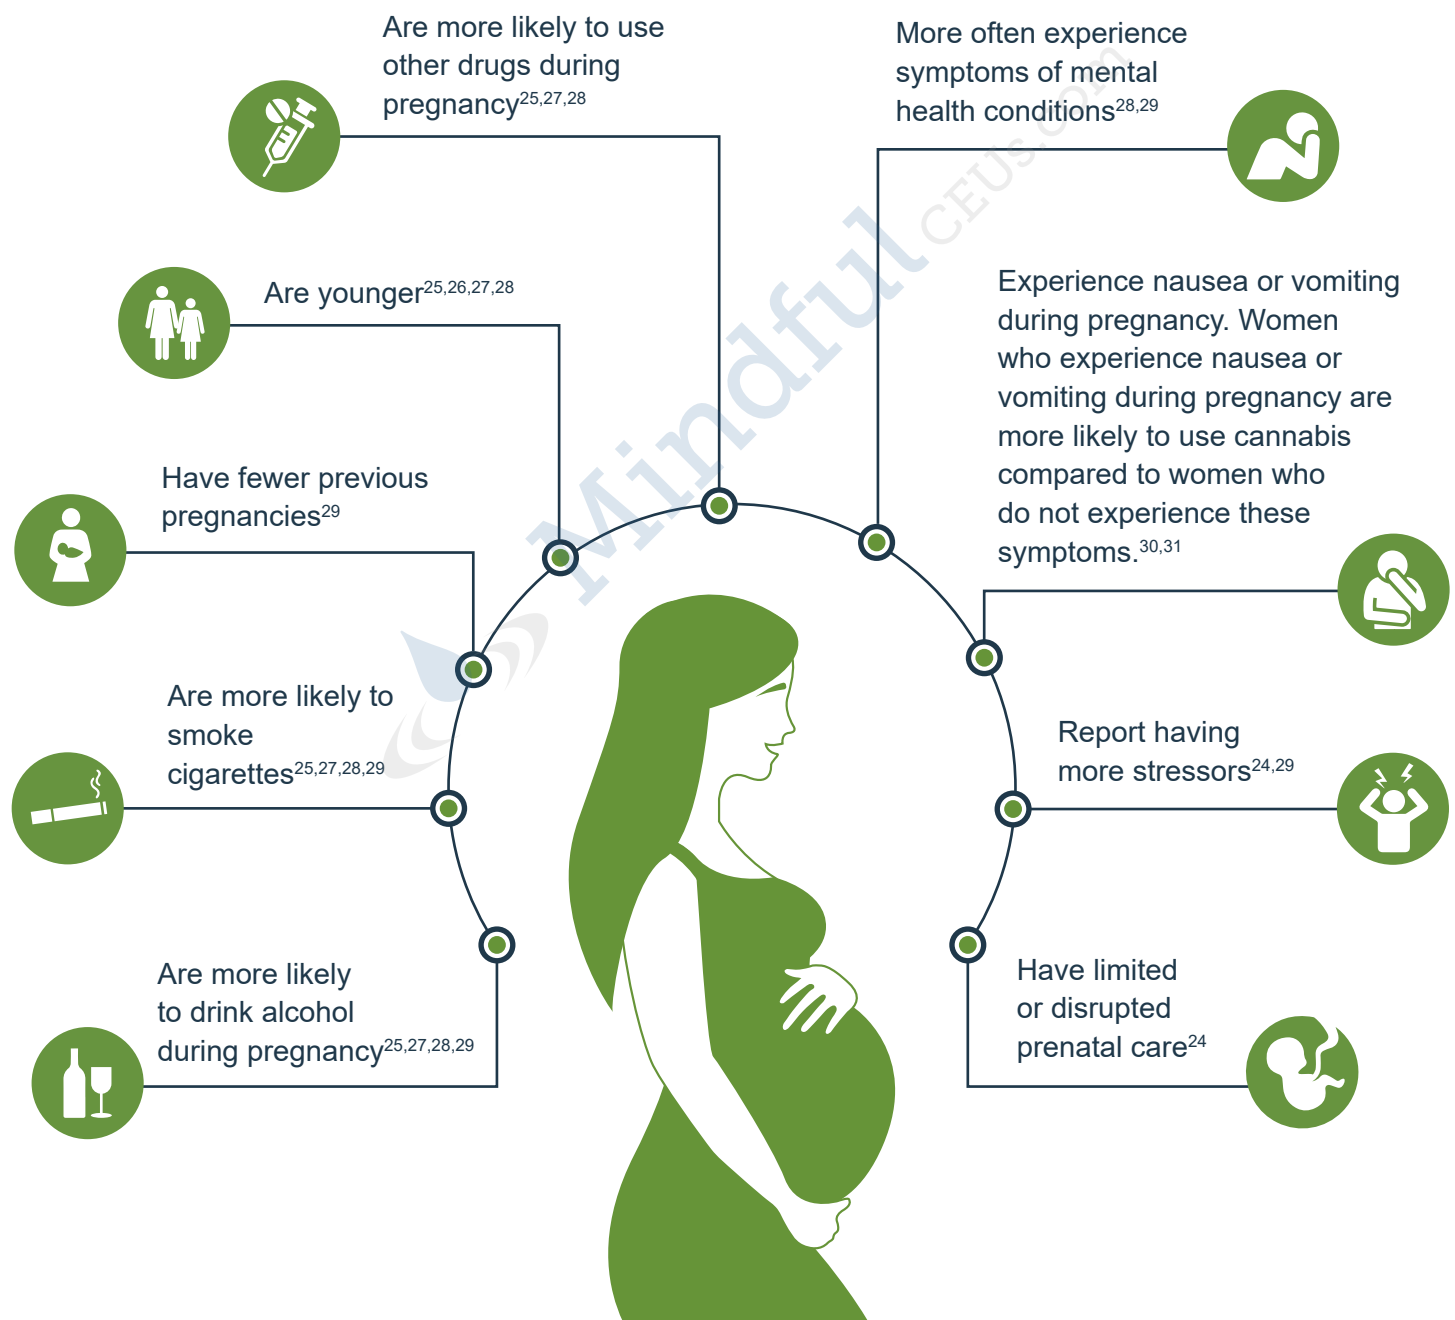 Are more likely to use
other drugs during
pregnancy25,27,28
More often experience
symptoms of mental
health conditions28,29
Are younger25,26,27,28
Experience nausea or vomiting
during pregnancy. Women
who experience nausea or
vomiting during pregnancy are
more likely to use cannabis
compared to women who
do not experience these
symptoms.30,31
Have fewer previous
pregnancies29
Are more likely to
smoke
cigarettes25,27,28,29
Report having
more stressors24,29
Are more likely
to drink alcohol
during pregnancy25,27,28,29
Have limited
or disrupted
prenatal care24
Mindful CEUs.com